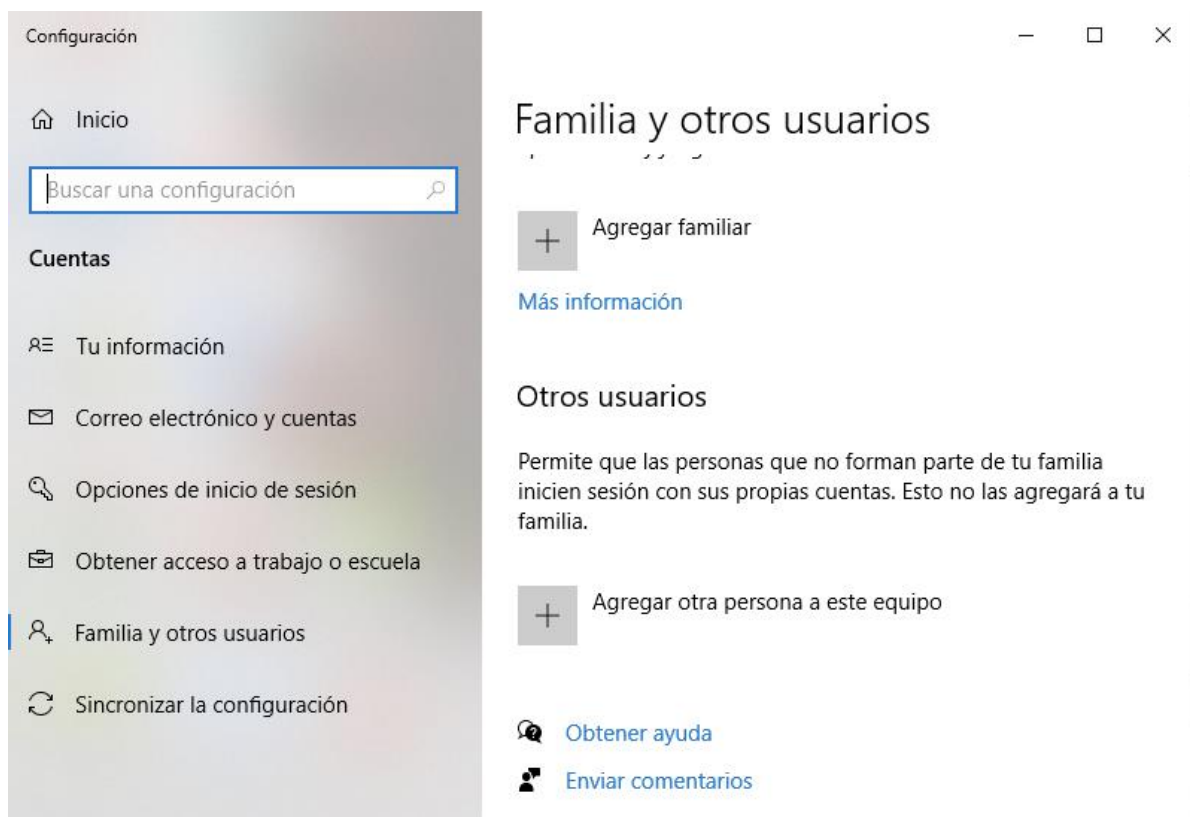 Configuración
Inicio
Buscar una configuración
Cuentas
Tu información
Correo electrónico y cuentas
Opciones de inicio de sesión
Obtener acceso a trabajo o escuela
Familia y otros usuarios
Sincronizar la configuración
Familia y otros usuarios
Agregar familiar
Más información
Otros usuarios
Permite que las personas que no forman parte de tu familia
inicien sesión con sus propias cuentas. Esto no las agregará a tu
familia.
Agregar otra persona a este equipo
Obtener ayuda
Enviar comentarios